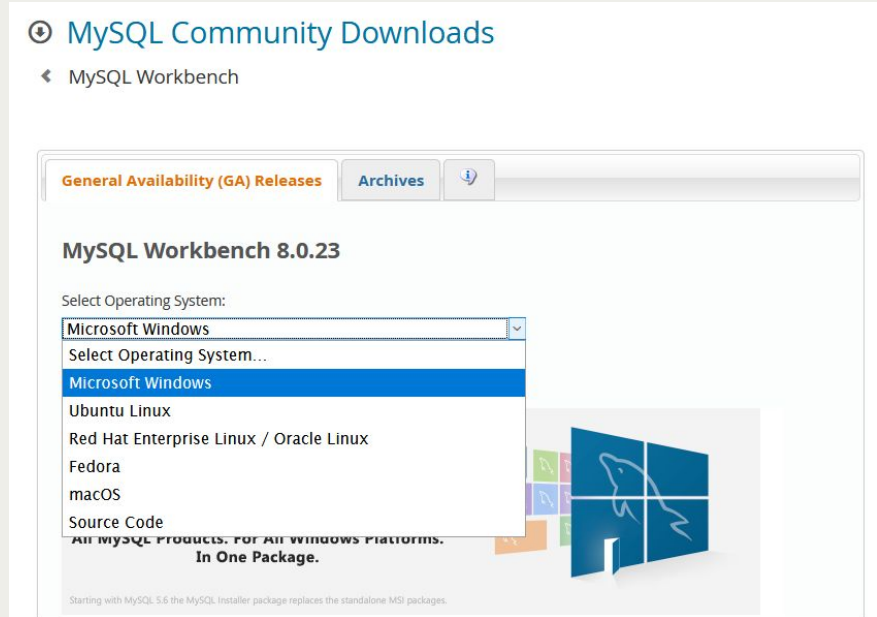 MySQL Community Downloads
MySQL Workbench
General Availability (GA) Releases
Archives
MySQL Workbench 8.0.23
Select Operating System:
Microsoft Windows
Select Operating System...
Microsoft Windows
Ubuntu Linux
Red Hat Enterprise Linux / Oracle Linux
Fedora
macOS
Source Code
All MySQL Products. For All Windows Platforms.
In One Package.
Starting with MySQL 5.6 the MySQL Installer package replaces the standalone MSI packages.